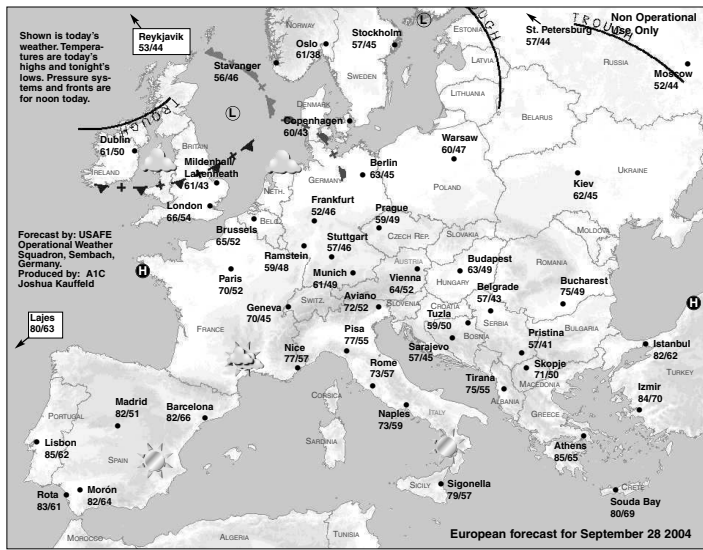 Shown is today's
weather. Tempera-
tures are today's
highs and tonight's
lows. Pressure sys-
tems and fronts are
for noon today.
Reykjavik
53/44
NORWAY
Oslo
61/38
Stockholm
57/45
L
ESTONIA
TROUGH
St. Petersburg
57/44
TROUGH
Non Operational
Use Only
RUSSIA
Moscow
52/44
Stavanger
56/46
SWEDEN
LATVIA
LITHUANIA
DENMARK
L
Copenhagen
60/43
BELARUS
TROUGH
Dublin
61/50
IRELAND
BRITAIN
Mildenhall/
Lakenheath
61/43
London
66/54
NETH.
GERMANY
Berlin
63/45
Warsaw
60/47
POLAND
Kiev
62/45
UKRAINE
Brussels
65/52
BELG.
Frankfurt
52/46
Prague
59/49
CZECH REP.
SLOVAKIA
MOLDOVA
Forecast by: USAFE
Operational Weather
Squadron, Sembach,
Germany.
Produced by: A1C
Joshua Kauffeld
H
Ramstein
59/48
Stuttgart
57/46
Paris
70/52
Munich
61/49
AUSTRIA
Vienna
64/52
Budapest
63/49
HUNGARY
ROMANIA
Bucharest
75/49
H
Lajes
80/63
FRANCE
Geneva
70/45
SWITZ.
Aviano
72/52
SLOVENIA
CROATIA
Belgrade
57/43
Tuzla
59/50
BOSNIA
SERBIA
BULGARIA
Nice
77/57
Pisa
77/55
Sarajevo
57/45
Pristina
57/41
Istanbul
82/62
Skopje
71/50
MACEDONIA
TURKEY
CORSICA
Rome
73/57
Tirana
75/55
ALBANIA
Izmir
84/70
PORTUGAL
Madrid
82/51
Barcelona
82/66
Naples
73/59
ITALY
GREECE
Lisbon
85/62
SPAIN
SARDINIA
Athens
85/65
Rota
83/61
Morón
82/64
SICILY
Sigonella
79/57
CRETE
Souda Bay
80/69
MOROCCO
ALGERIA
TUNISIA
European forecast for September 28 2004